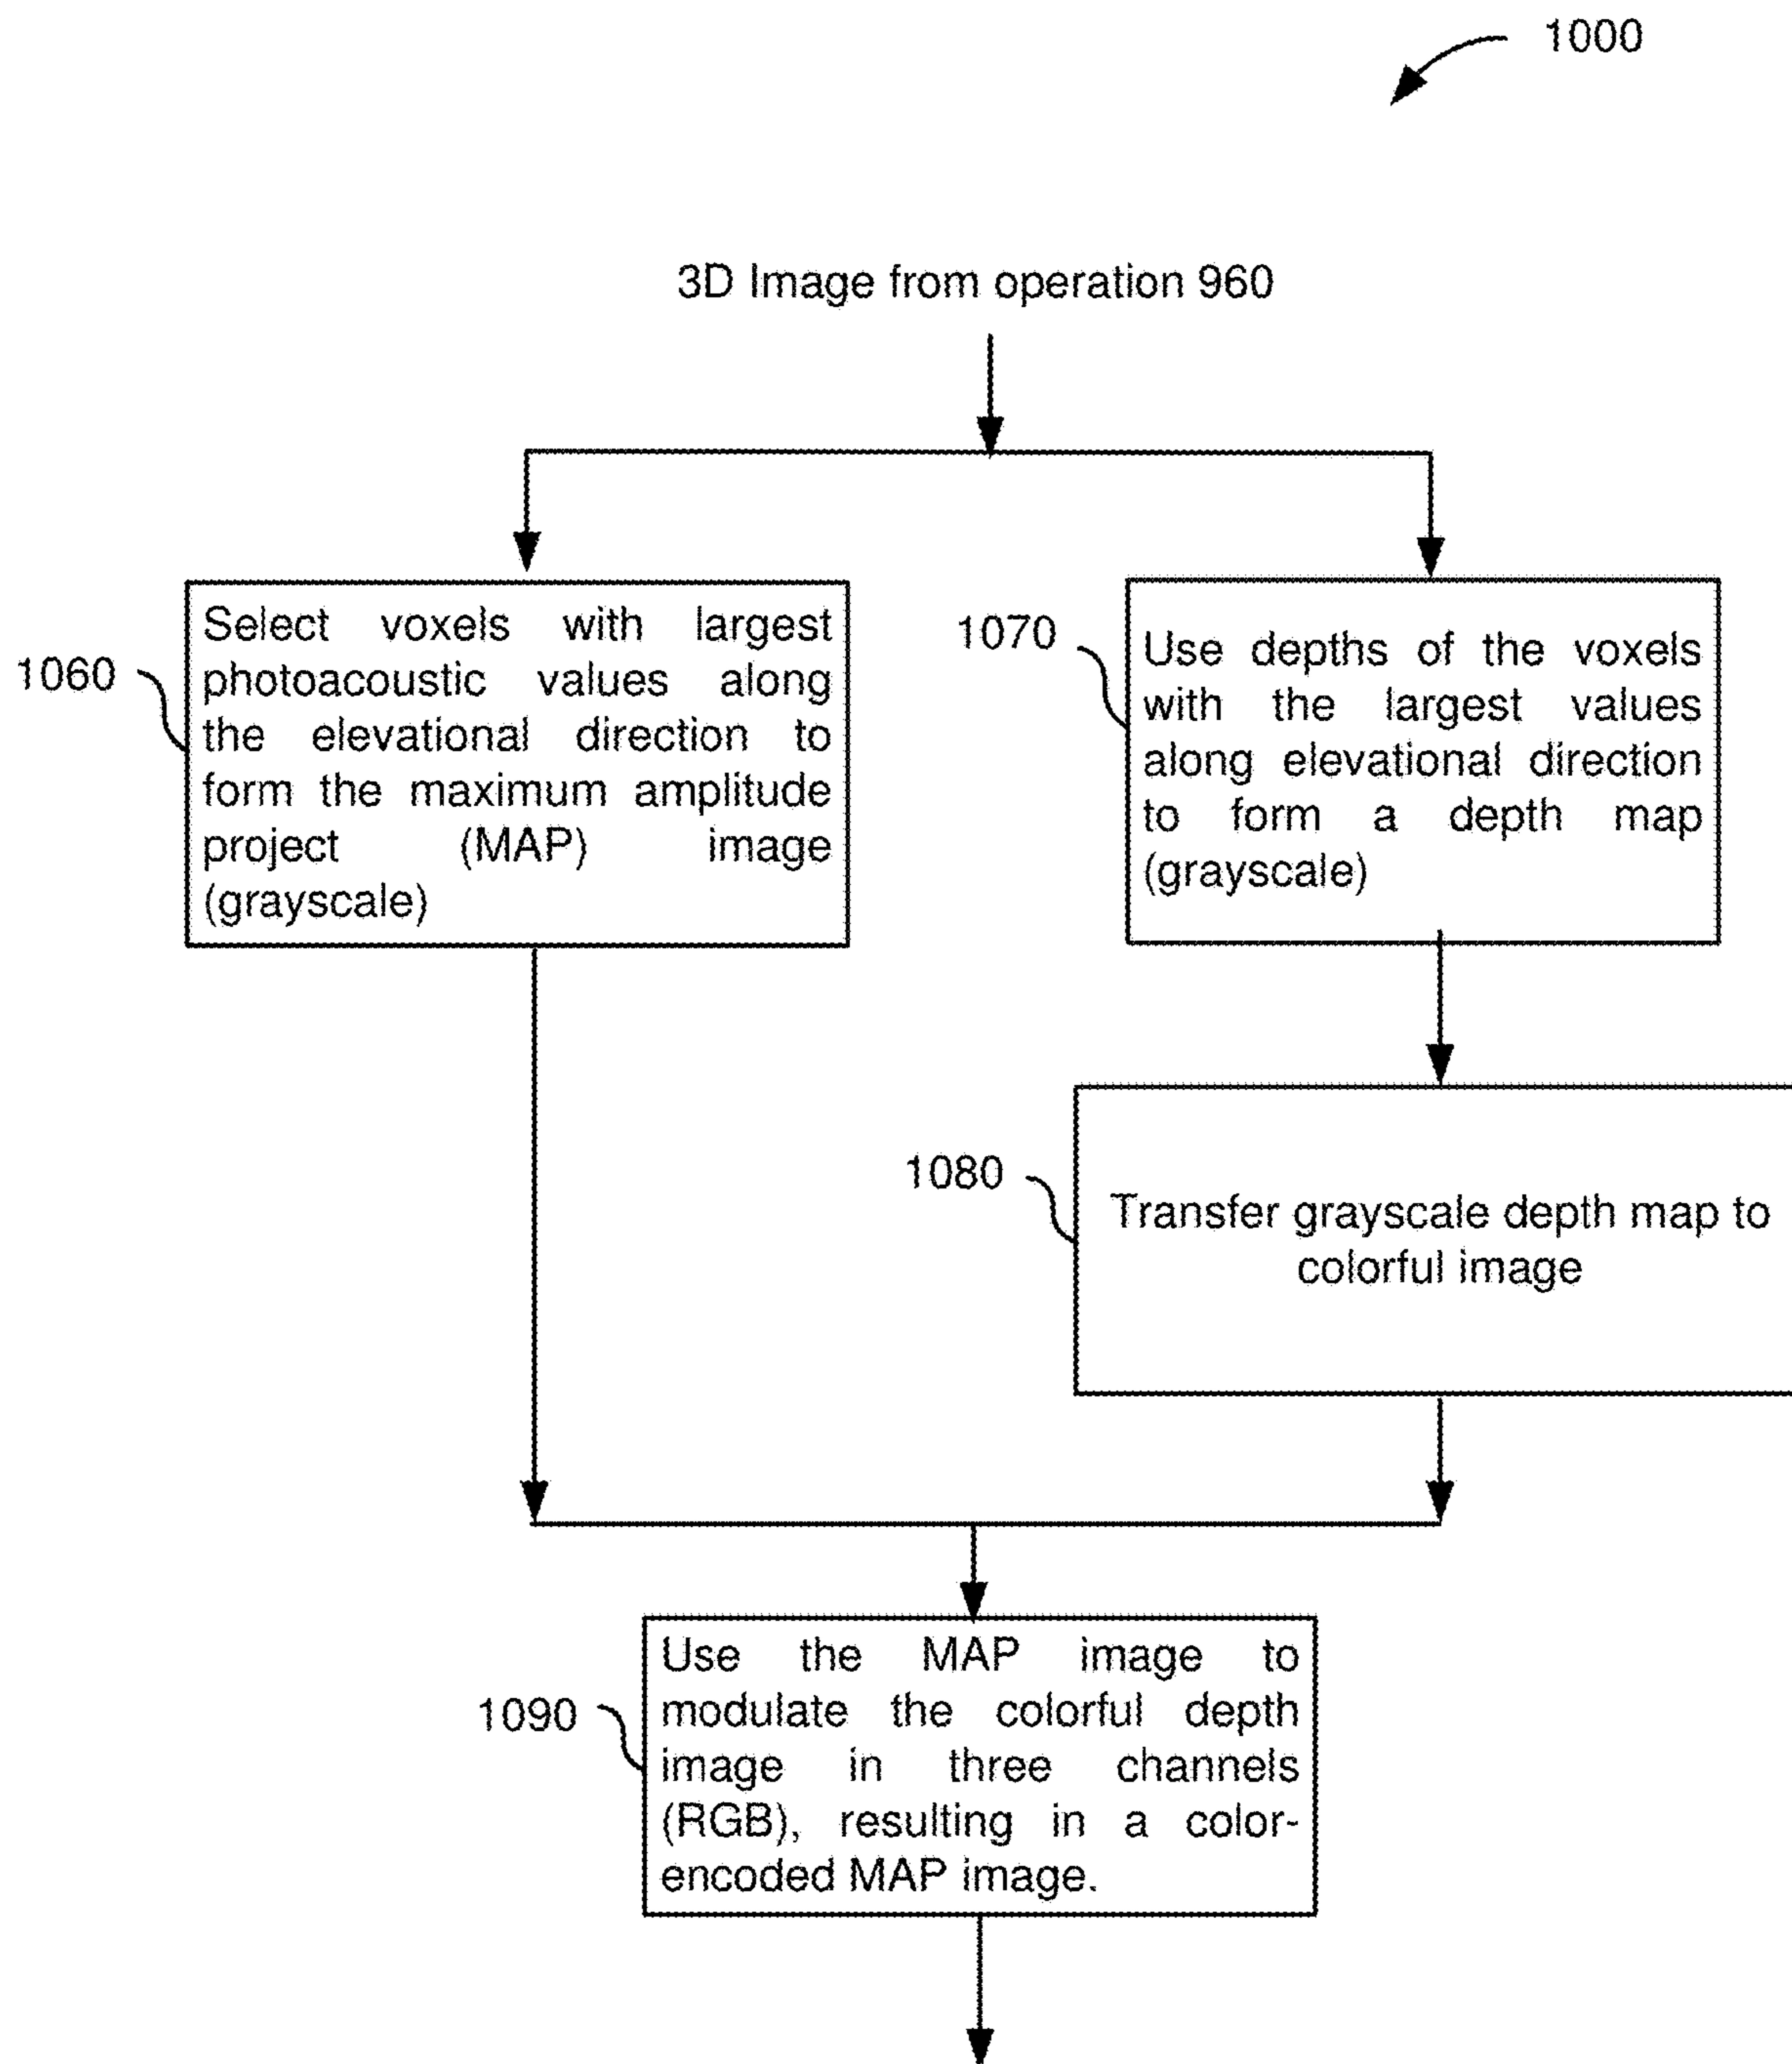 1000
3D Image from operation 960
1060
Select voxels with largest
photoacoustic values along
the elevational direction to
form the maximum amplitude
project (MAP) image
(grayscale)
1070
Use depths of the voxels
with the largest values
along elevational direction
to form a depth map
(grayscale)
1080
Transfer grayscale depth map to
colorful image
1090
Use the MAP image to
modulate the colorful depth
image in three channels
(RGB), resulting in a color-
encoded MAP image.